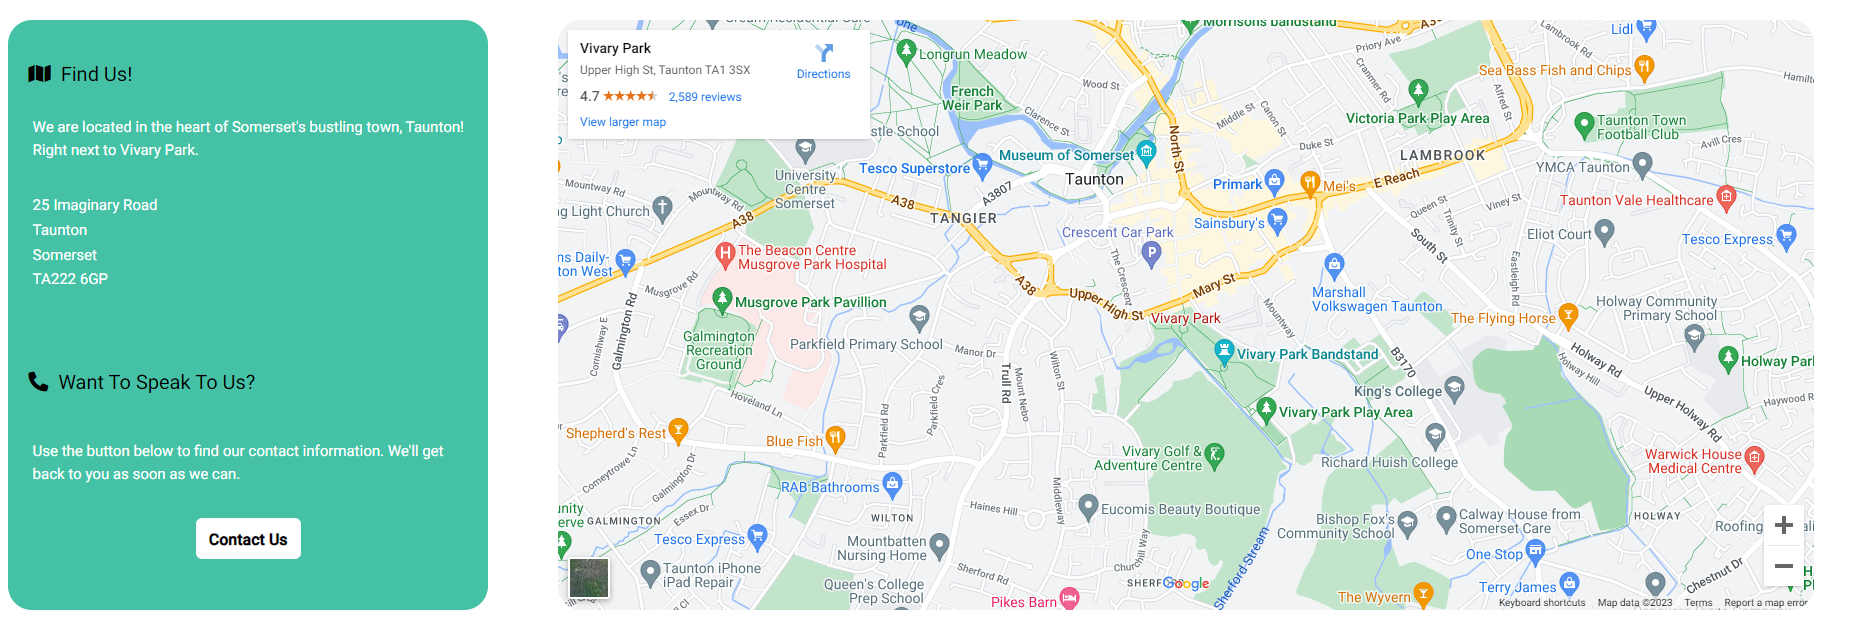 Find Us!
We are located in the heart of Somerset's bustling town, Taunton!
Right next to Vivary Park.
25 Imaginary Road
Taunton
Somerset
TA222 6GP
Want To Speak To Us?
Use the button below to find our contact information. We'll get
back to you as soon as we can.
Contact Us
Vivary Park
Upper High St, Taunton TA1 3SX
4.7
2,589 reviews
View larger map
Directions
Longrun Meadow
Morrisons bandstand
French
Weir Park
Wood St
Clarence St
Middle St
Canon St
Priory Ave
Cranmer Rd
Duke St
Lidl
Lambrook Rd
Sea Bass Fish and Chips
Alfred St
Victoria Park Play Area
Taunton Town
Football Club
Avill Cres
LAMBROOK
YMCA Taunton
Taunton Vale Healthcare
Tesco Express
Eliot Court
Museum of Somerset
Taunton
North St
Primark
Mei's
E Reach
Sainsbury's
Tesco Superstore
A3807
TANGIER
A38
University
Centre
Somerset
Mountway Rd
Mountway Rd
A38
The Beacon Centre
Musgrove Park Hospital
Musgrove Rd
Musgrove Park Pavillion
Galmington
Recreation
Ground
Galmington Rd
Cornishway E
Crescent Car Park
The Crescent
A38
Upper High St
Mary St
Vivary Park
Mountway
Marshall
Volkswagen Taunton
Queen St
Trinity St
Viney St
South St
Eastleigh Rd
The Flying Horse
Holway Community
Primary School
Holway Rd
Holway Hill
Upper Holway Rd
Parkfield Primary School
Manor Dr
Trull Rd
Mount Nebo
Wilton St
Vivary Park Bandstand
B3170
King's College
Vivary Park Play Area
Richard Huish College
Warwick House
Medical Centre
Hoveland Ln
Parkfield Rd
Parkfield Cres
Shepherd's Rest
Blue Fish
Comeytrowe Ln
Galmington Dr
RAB Bathrooms
GALMINGTON
Essex Dr
WILTON
Haines Hill
Middleway
Vivary Golf &
Adventure Centre
Eucomis Beauty Boutique
Bishop Fox's
Community School
Calway House from
Somerset Care
HOLWAY
Tesco Express
Mountbatten
Nursing Home
Churchill Way
Sherford Stream
One Stop
Taunton iPhone
iPad Repair
Queen's College
Prep School
Sherford Rd
Pikes Barn
Google
Terry James
The Wyvern
Chestnut Dr
Keyboard shortcuts
Map data ©2023
Terms
Report a map error